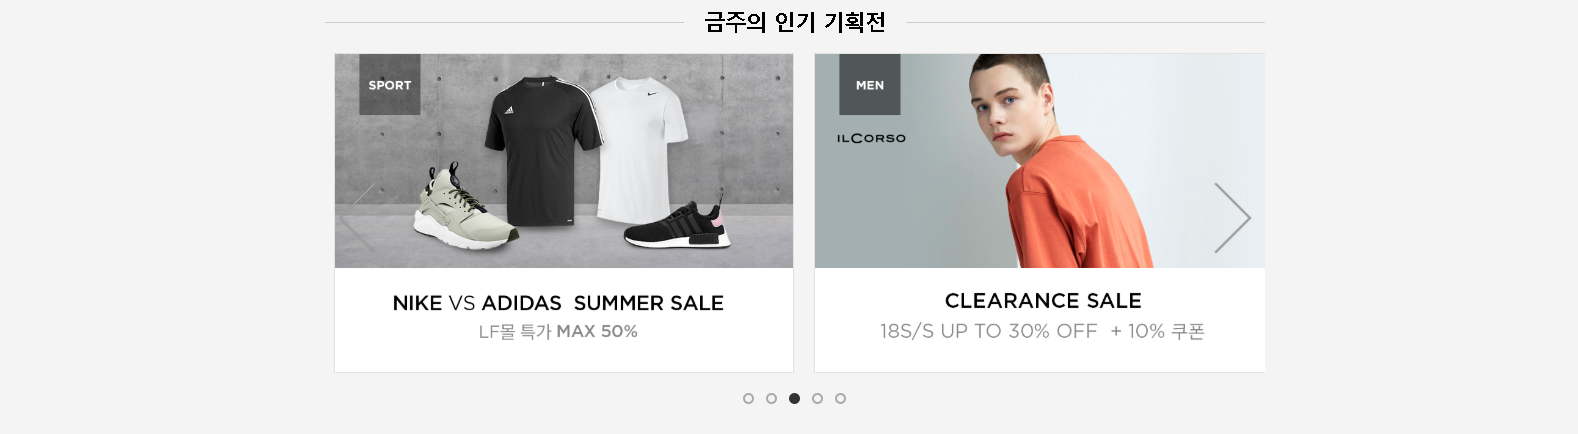 금주의 인기 기획전
SPORT
NIKE VS ADIDAS SUMMER SALE
LF몰 특가 MAX 50%
MEN
ILCORSO
CLEARANCE SALE
18S/S UP TO 30% OFF + 10% 쿠폰